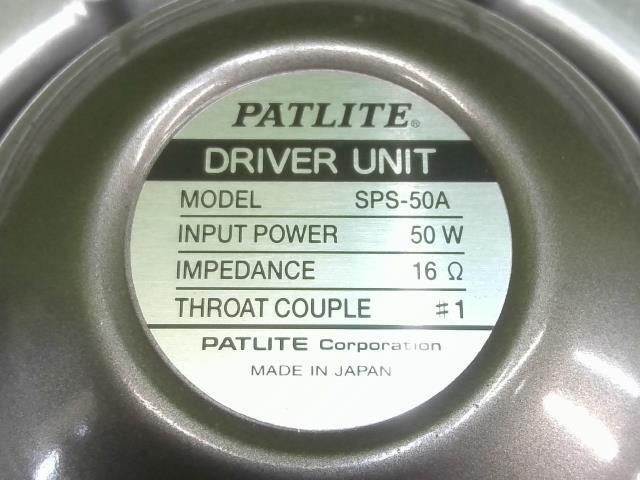 PATLITE®
DRIVER UNIT
MODEL SPS-50A
INPUT POWER 50 W
IMPEDANCE 16 Ω
THROAT COUPLE ♯1
PATLITE Corporation
MADE IN JAPAN